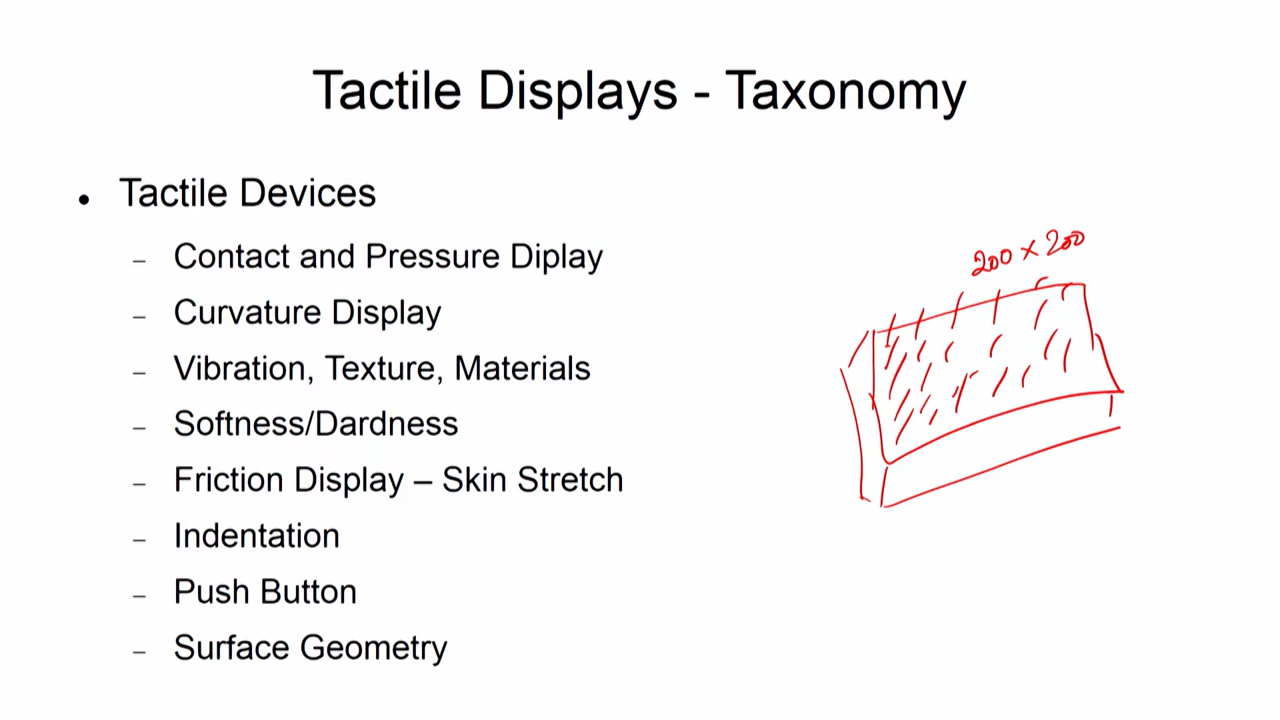 Tactile Displays - Taxonomy
● Tactile Devices
– Contact and Pressure Diplay
– Curvature Display
– Vibration, Texture, Materials
– Softness/Dardness
– Friction Display – Skin Stretch
– Indentation
– Push Button
– Surface Geometry
200 × 200